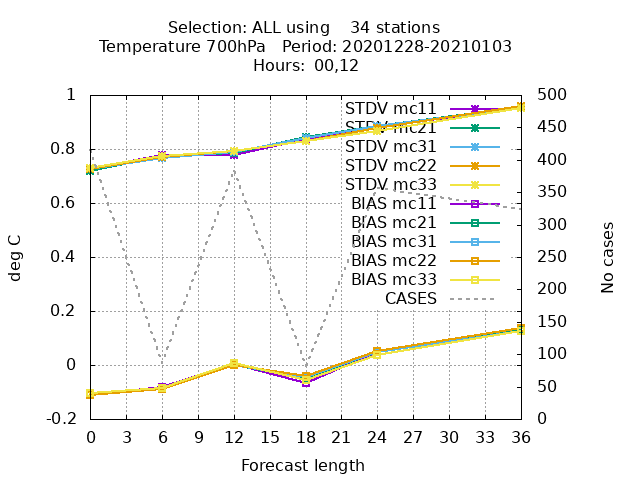 Selection: ALL using    34 stations
Temperature 700hPa   Period: 20201228-20210103
Hours:  00,12
1
0.8
0.6
0.4
0.2
0
-0.2
deg C
STDV mc11
STDV mc21
STDV mc31
STDV mc22
STDV mc33
BIAS mc11
BIAS mc21
BIAS mc31
BIAS mc22
BIAS mc33
CASES
500
450
400
350
300
250
200
150
100
50
0
No cases
0 3 6 9 12 15 18 21 24 27 30 33 36
Forecast length